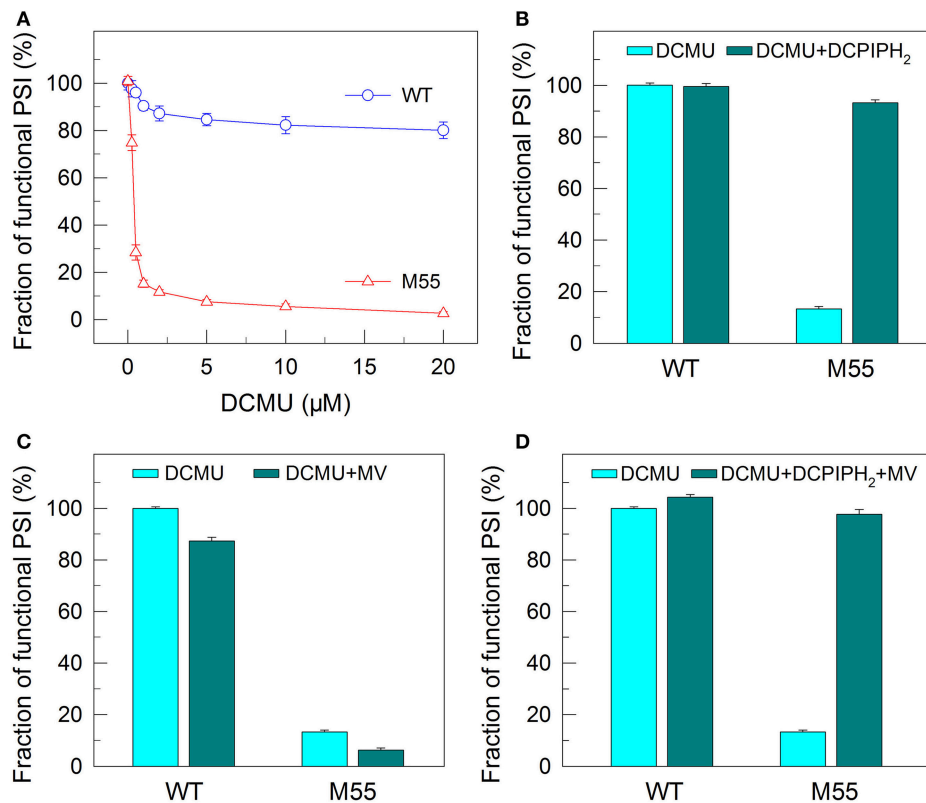 A
Fraction of functional PSI (%)
100
80
60
40
20
0
WT
M55
0
5
10
15
20
DCMU (µM)
B
Fraction of functional PSI (%)
DCMU
DCMU+DCPIPH₂
100
80
60
40
20
0
WT
M55
C
Fraction of functional PSI (%)
DCMU
DCMU+MV
100
80
60
40
20
0
WT
M55
D
Fraction of functional PSI (%)
DCMU
DCMU+DCPIPH₂+MV
100
80
60
40
20
0
WT
M55